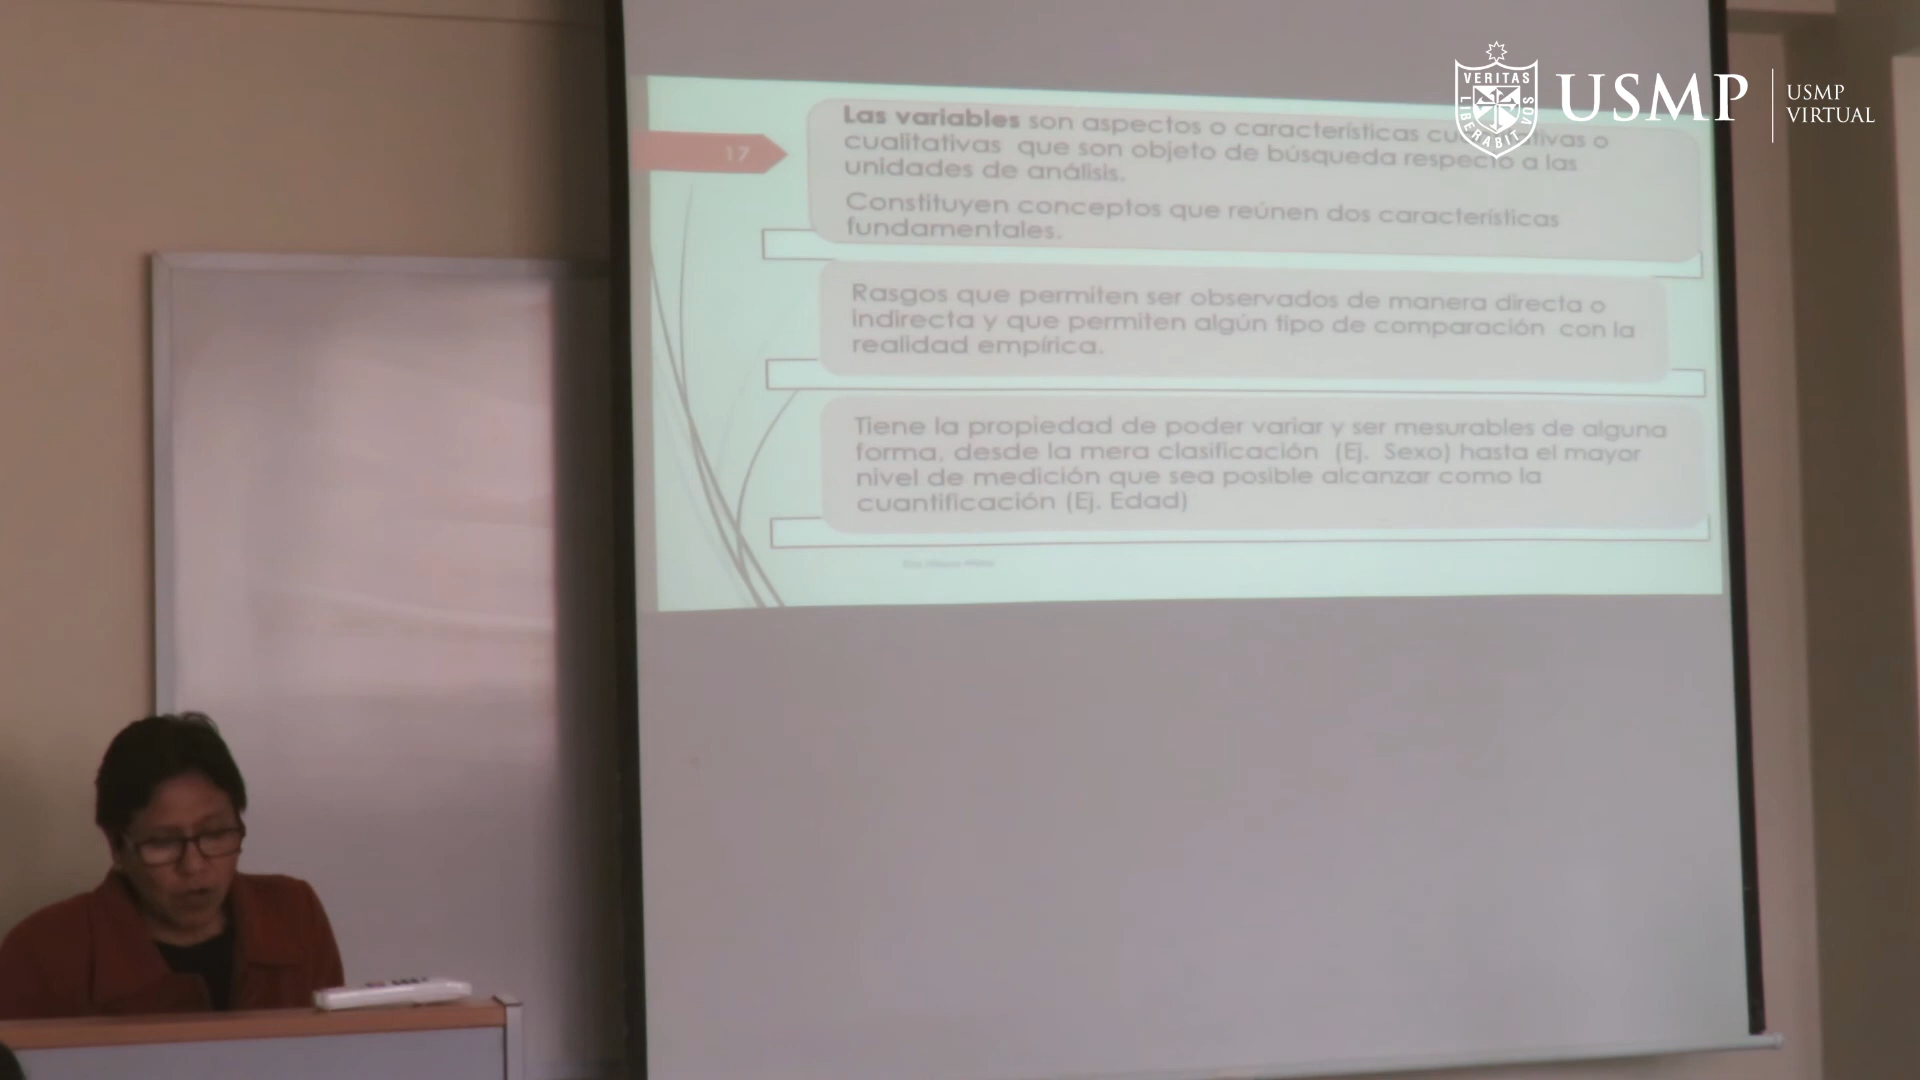 VERITAS
LIBERABIT VOS
USMP
USMP
VIRTUAL
17
Las variables son aspectos o características o
cualitativas que son objeto de búsqueda respecto a las
unidades de análisis.
Constituyen conceptos que reúnen dos características
fundamentales.
Rasgos que permiten ser observados de manera directa o
indirecta y que permiten algún tipo de comparación con la
realidad empírica.
Tiene la propiedad de poder variar y ser mesurables de alguna
forma, desde la mera clasificación (Ej. Sexo) hasta el mayor
nivel de medición que sea posible alcanzar como la
cuantificación (Ej. Edad)